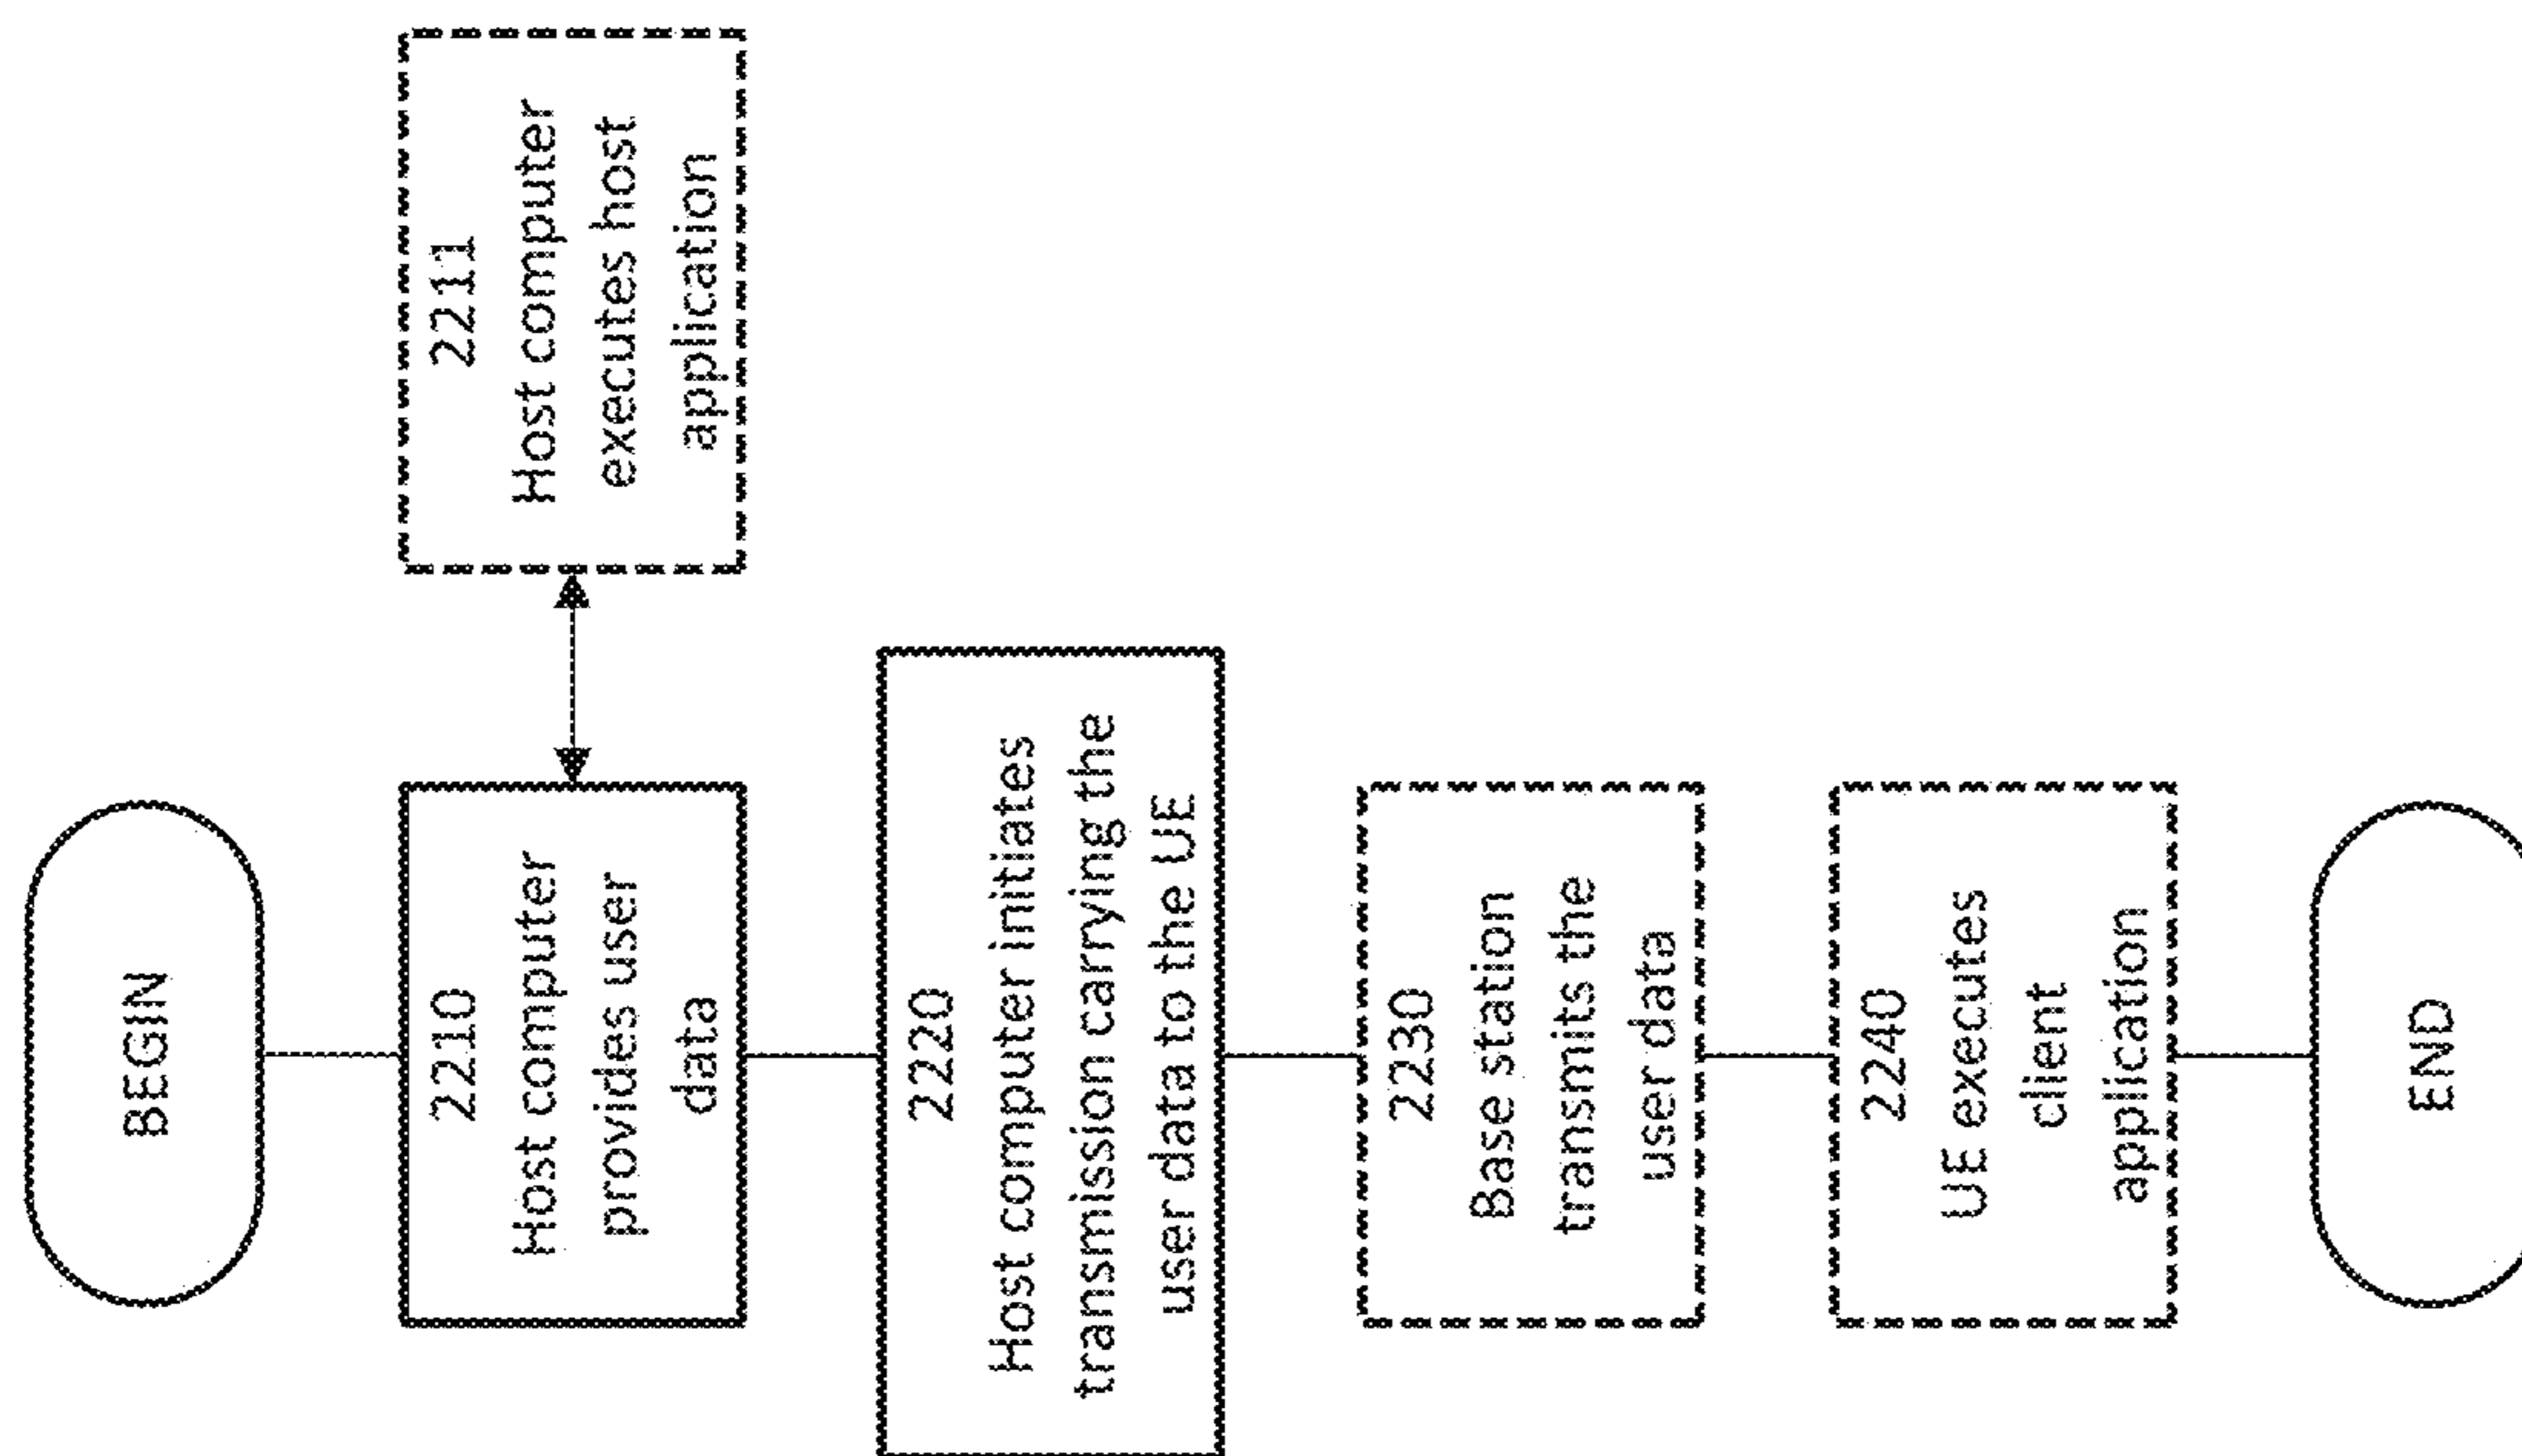 BEGIN
2210
Host computer
provides user
data
2211
Host computer
executes host
application
2220
Host computer initiates
transmission carrying the
user data to the UE
2230
Base station
transmits the
user data
2240
UE executes
client
application
END